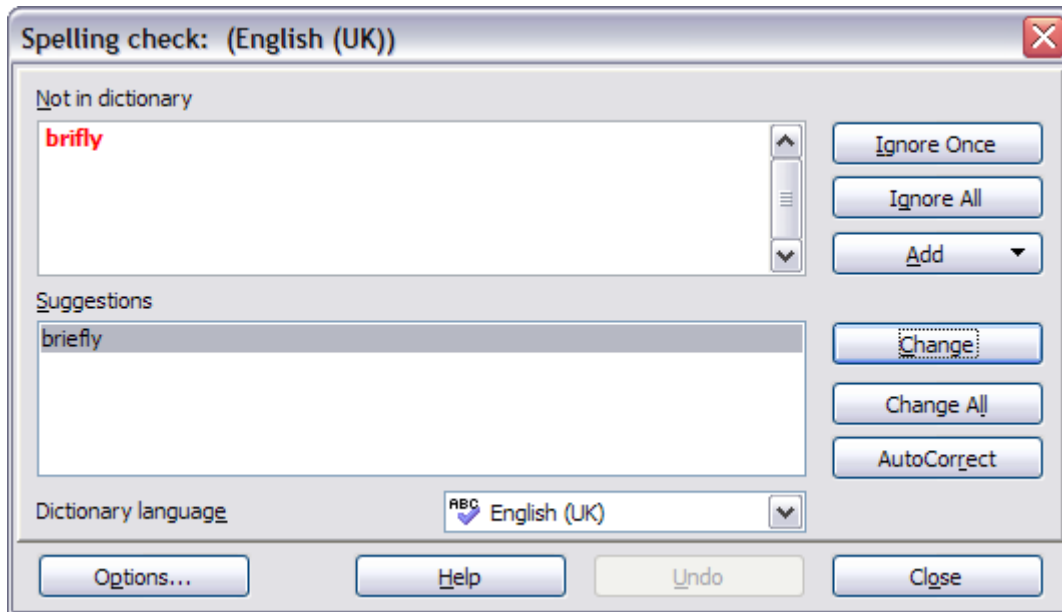 Spelling check: (English (UK))
Not in dictionary
brifly
Ignore Once
Ignore All
Add
Suggestions
briefly
Change
Change All
AutoCorrect
Dictionary language
ABC English (UK)
Options...
Help
Undo
Close